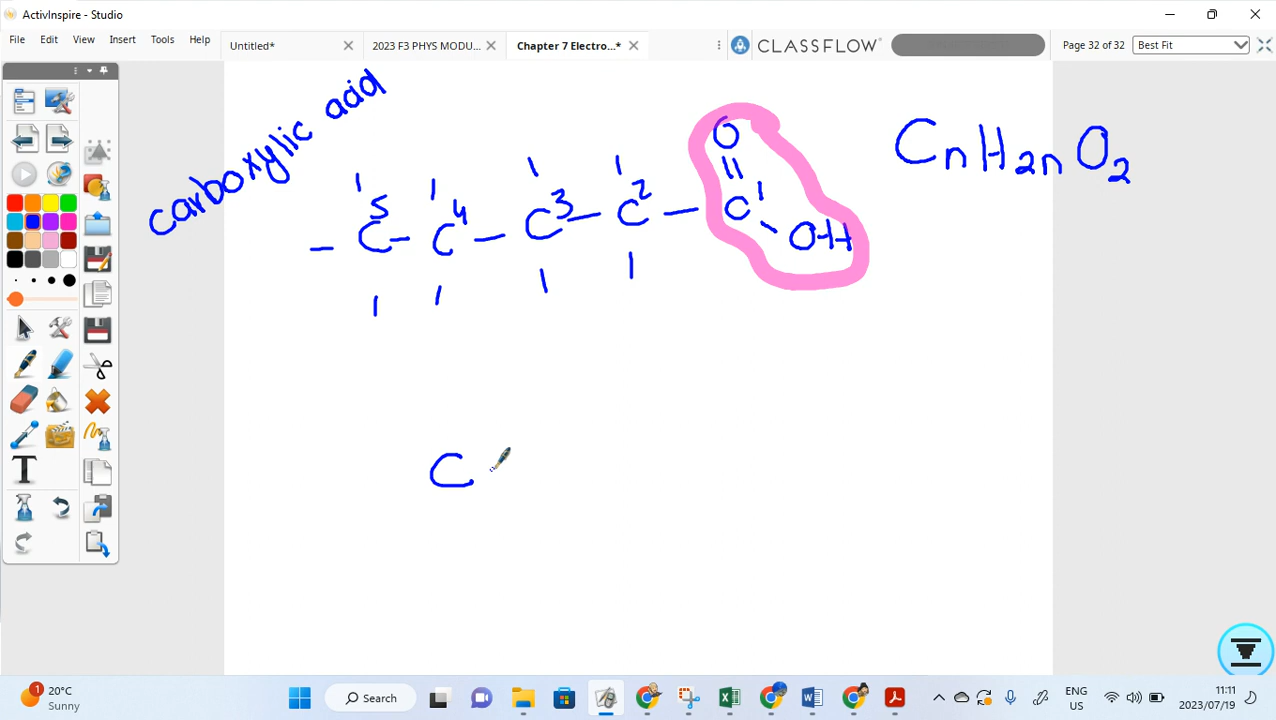 ActivInspire - Studio
File Edit View Insert Tools Help
Untitled* 2023 F3 PHYS MODU... Chapter 7 Electro...* CLASSFLOW Page 32 of 32 Best Fit
carboxylic acid
O
||
- C5 - C4 - C3 - C2 - C1 - OH
CnH2nO2
C
T
1
20°C
Sunny
Search
ENG
US
11:11
2023/07/19